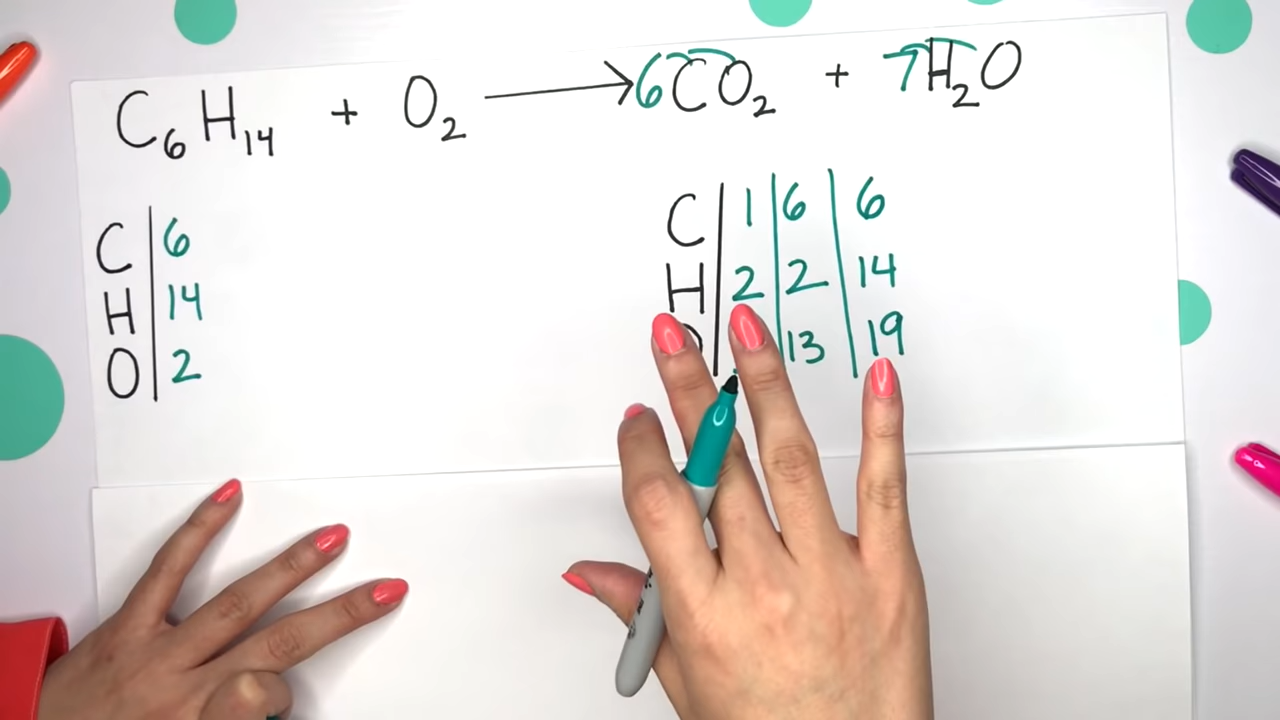 C₆H₁₄ + O₂ → 6CO₂ + 7H₂O
C | 6
H | 14
O | 2
C | 1 | 6 | 6
H | 2 | 2 | 14
13 | 19